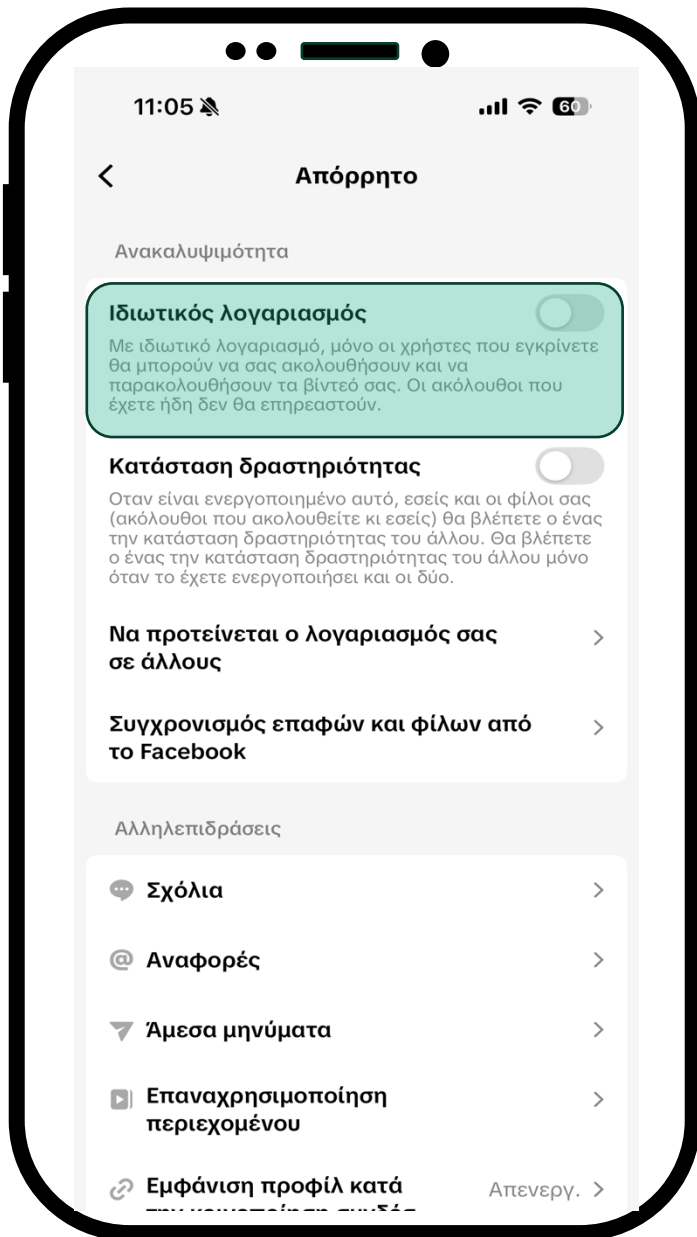 11:05
60
Απόρρητο
Ανακαλυψιμότητα
Ιδιωτικός λογαριασμός
Με ιδιωτικό λογαριασμό, μόνο οι χρήστες που εγκρίνετε
θα μπορούν να σας ακολουθήσουν και να
παρακολουθήσουν τα βίντεό σας. Οι ακόλουθοι που
έχετε ήδη δεν θα επηρεαστούν.
Κατάσταση δραστηριότητας
Οταν είναι ενεργοποιημένο αυτό, εσείς και οι φίλοι σας
(ακόλουθοι που ακολουθείτε κι εσείς) θα βλέπετε ο ένας
την κατάσταση δραστηριότητας του άλλου. Θα βλέπετε
ο ένας την κατάσταση δραστηριότητας του άλλου μόνο
όταν το έχετε ενεργοποιήσει και οι δύο.
Να προτείνεται ο λογαριασμός σας
σε άλλους
Συγχρονισμός επαφών και φίλων από
το Facebook
Αλληλεπιδράσεις
Σχόλια
Αναφορές
Άμεσα μηνύματα
Επαναχρησιμοποίηση
περιεχομένου
Εμφάνιση προφίλ κατά
Απενεργ.